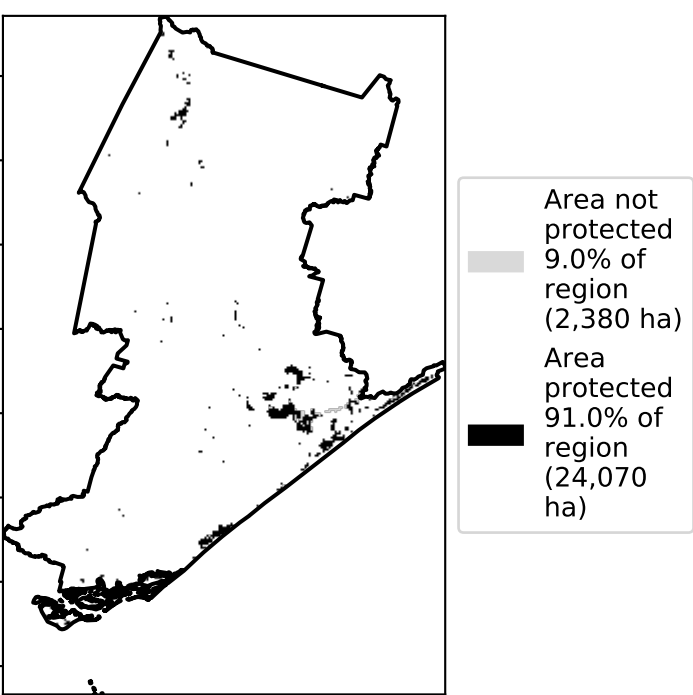 Area not
protected
9.0% of
region
(2,380 ha)
Area
protected
91.0% of
region
(24,070
ha)